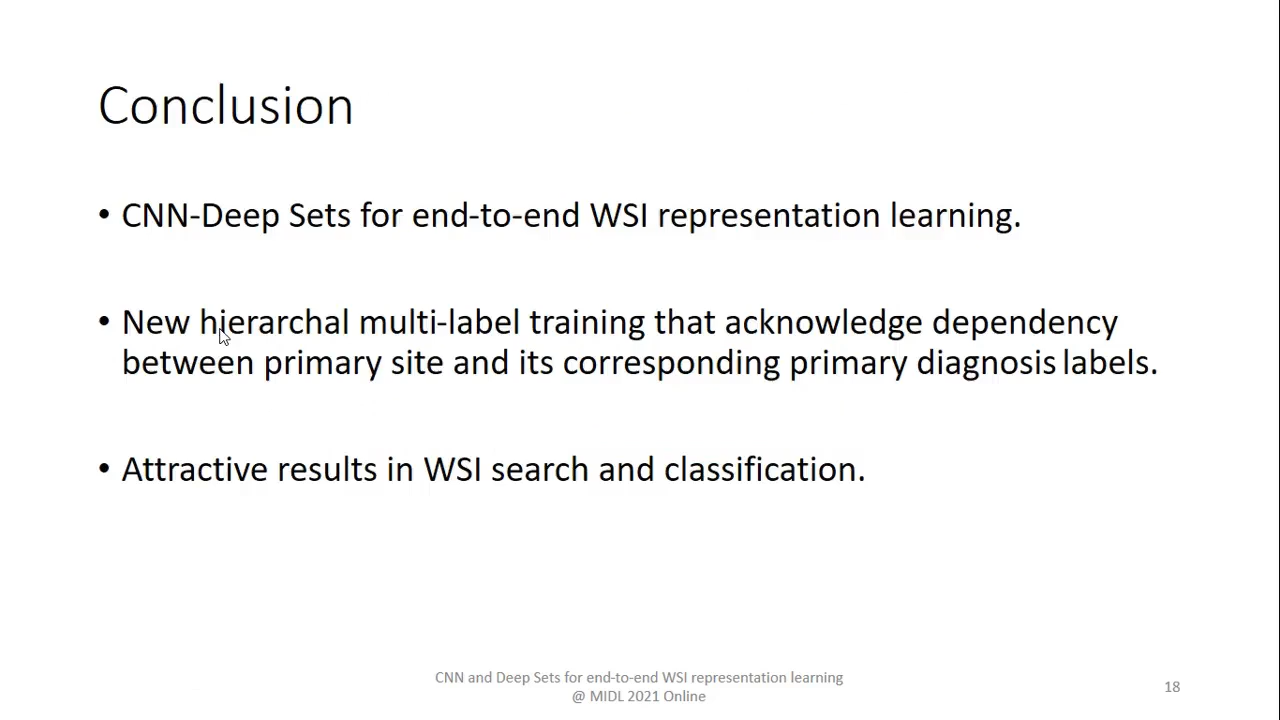 Conclusion
• CNN-Deep Sets for end-to-end WSI representation learning.
• New hierarchal multi-label training that acknowledge dependency
between primary site and its corresponding primary diagnosis labels.
• Attractive results in WSI search and classification.
CNN and Deep Sets for end-to-end WSI representation learning
@ MIDL 2021 Online
18